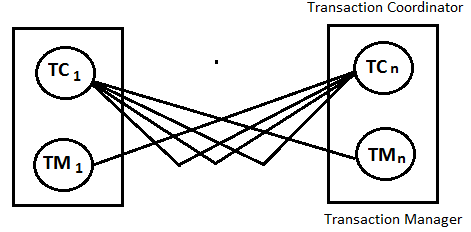 Transaction Coordinator
TC 1
TC n
TM 1
TM n
Transaction Manager